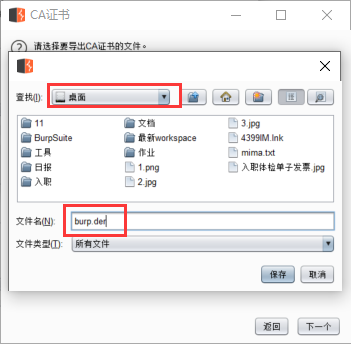 CA证书
请选择要导出CA证书的文件。
查找(I): 桌面
11 文档 3.jpg
BurpSuite 最新workspace 4399IM.lnk
工具 作业 mima.txt
日报 1.png 入职体检单子发票.jpg
入职 2.jpg
文件名(N): burp.der
文件类型(T): 所有文件
保存 取消
返回 下一个